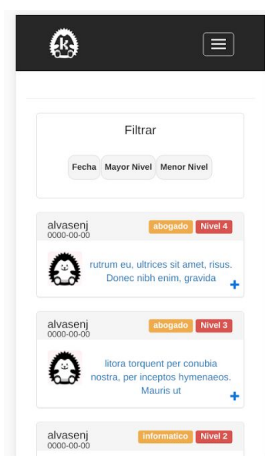 k
Filtrar
Fecha Mayor Nivel Menor Nivel
alvasenj abogado Nivel 4
0000-00-00
rutrum eu, ultrices sit amet, risus.
Donec nibh enim, gravida
alvasenj abogado Nivel 3
0000-00-00
litora torquent per conubia
nostra, per inceptos hymenaeos.
Mauris ut
alvasenj informatico Nivel 2
0000-00-00